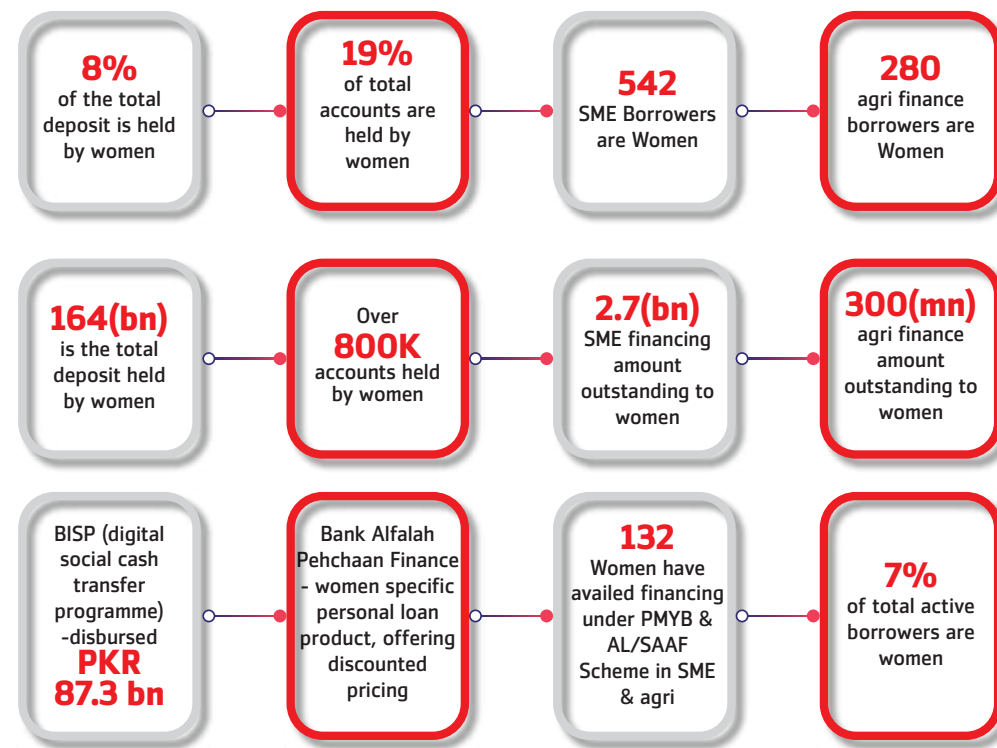 8%
of the total
deposit is held
by women
19%
of total
accounts are
held by
women
542
SME Borrowers
are Women
280
agri finance
borrowers are
Women
164(bn)
is the total
deposit held
by women
Over
800K
accounts held
by women
2.7(bn)
SME financing
amount
outstanding to
women
300(mn)
agri finance
amount
outstanding to
women
BISP (digital
social cash
transfer
programme)
-disbursed
PKR
87.3 bn
Bank Alfalah
Pehchaan Finance
- women specific
personal loan
product, offering
discounted
pricing
132
Women have
availed financing
under PMYB &
AL/SAAF
Scheme in SME
& agri
7%
of total active
borrowers are
women